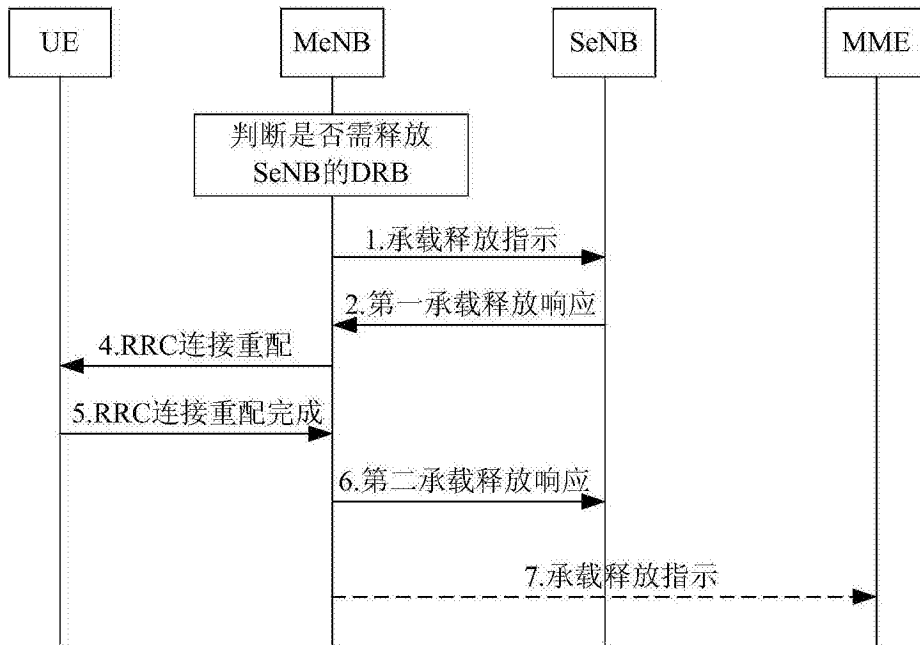 UE
MeNB
SeNB
MME
判断是否需释放
SeNB的DRB
1.承载释放指示
2.第一承载释放响应
4.RRC连接重配
5.RRC连接重配完成
6.第二承载释放响应
7.承载释放指示